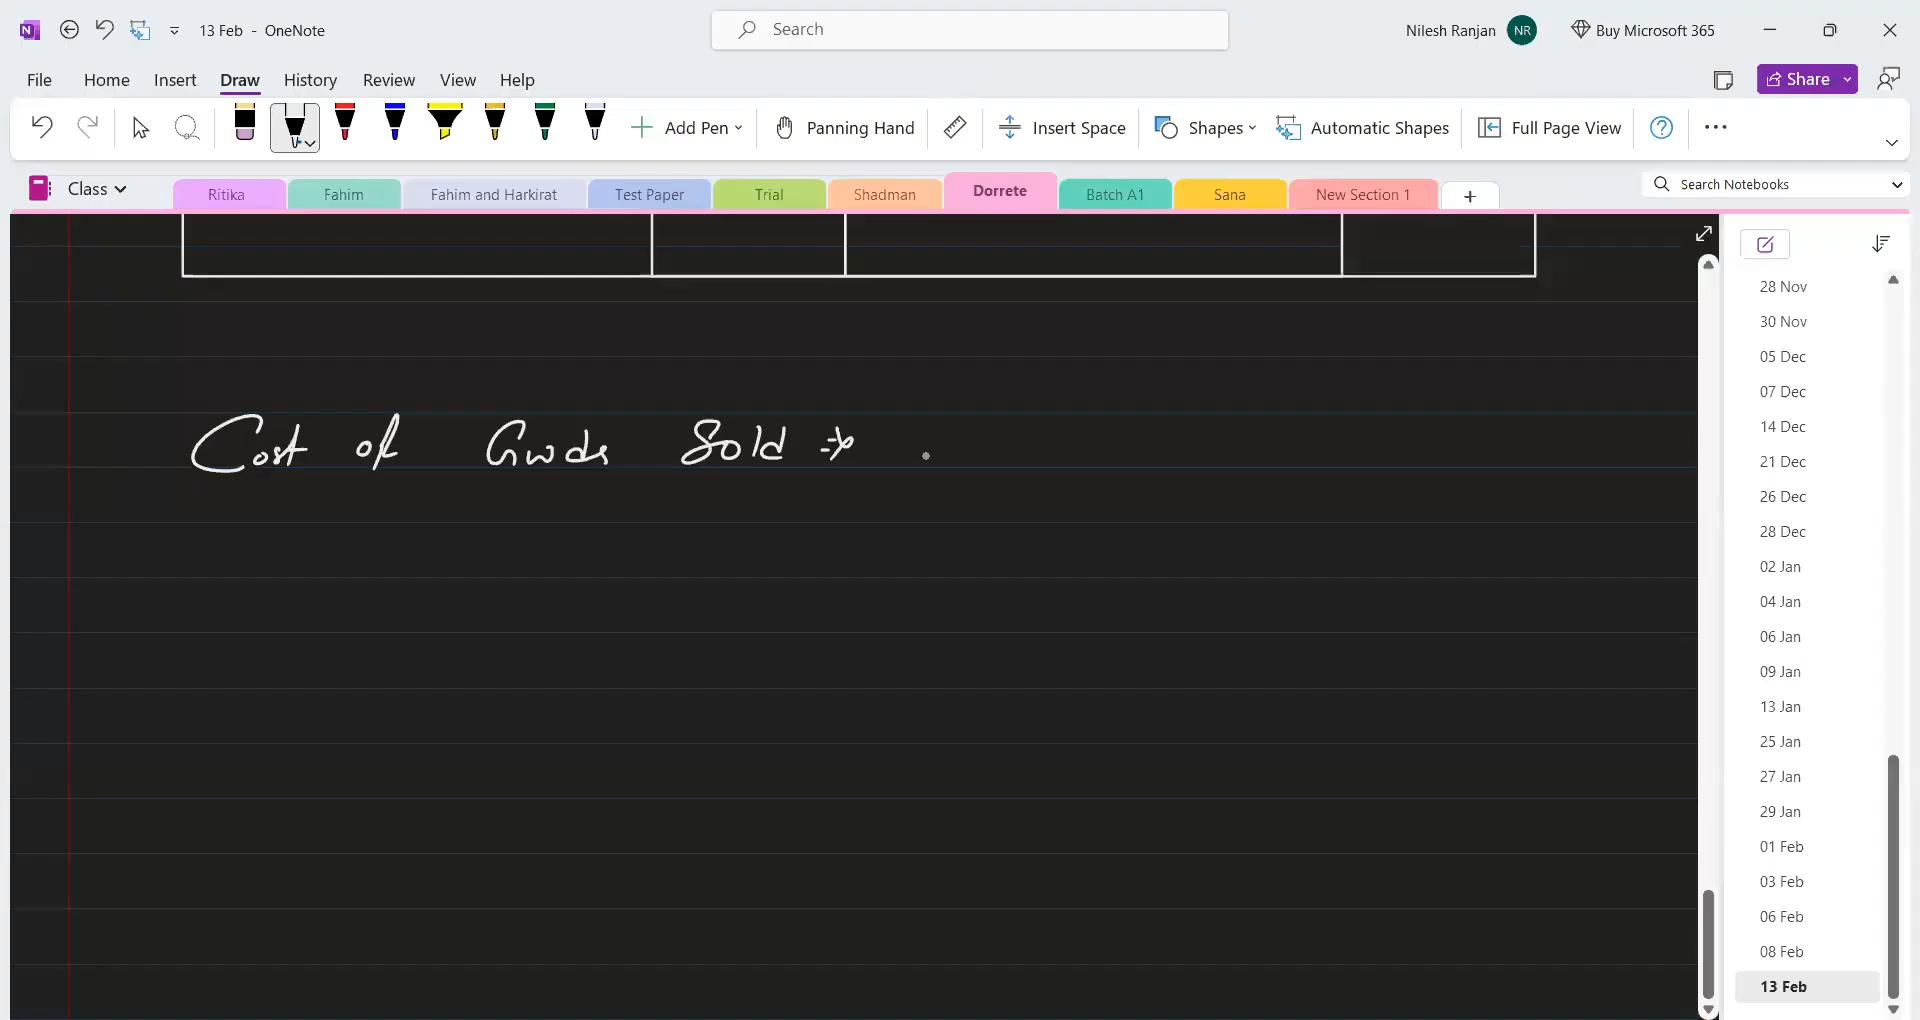 13 Feb - OneNote
Search
Nilesh Ranjan
NR
Buy Microsoft 365
File
Home
Insert
Draw
History
Review
View
Help
Share
Add Pen
Panning Hand
Insert Space
Shapes
Automatic Shapes
Full Page View
Class
Ritika
Fahim
Fahim and Harkirat
Test Paper
Trial
Shadman
Dorrete
Batch A1
Sana
New Section 1
+
Search Notebooks
Cost of Goods Sold ⇒
28 Nov
30 Nov
05 Dec
07 Dec
14 Dec
21 Dec
26 Dec
28 Dec
02 Jan
04 Jan
06 Jan
09 Jan
13 Jan
25 Jan
27 Jan
29 Jan
01 Feb
03 Feb
06 Feb
08 Feb
13 Feb